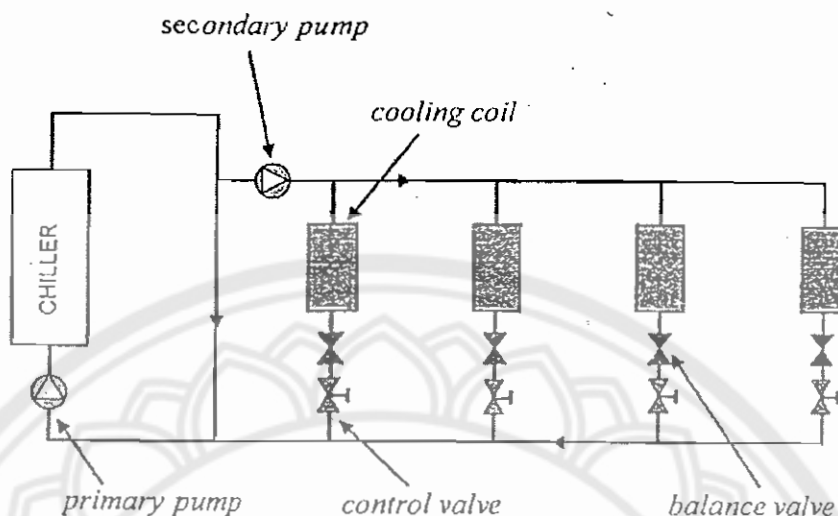 secondary pump
cooling coil
CHILLER
primary pump
control valve
balance valve